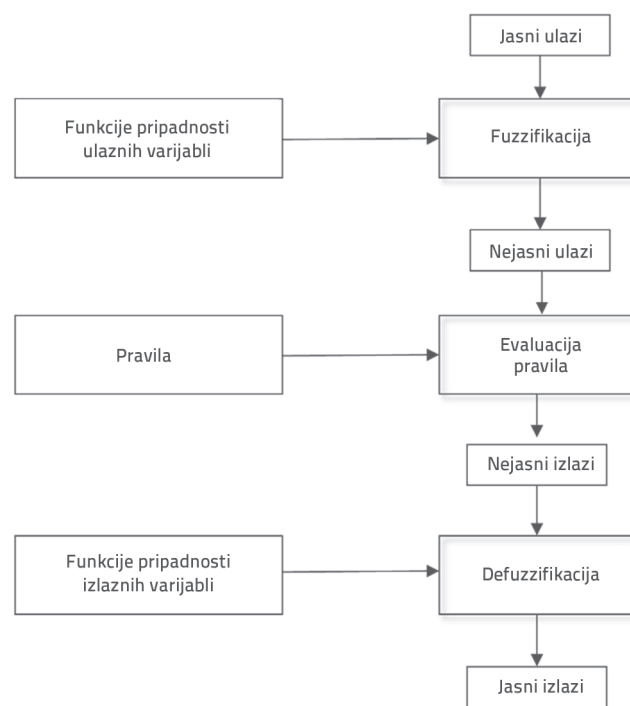 Jasni ulazi
Funkcije pripadnosti
ulaznih varijabli
Fuzzifikacija
Nejasni ulazi
Pravila
Evaluacija
pravila
Nejasni izlazi
Funkcije pripadnosti
izlaznih varijabli
Defuzzifikacija
Jasni izlazi